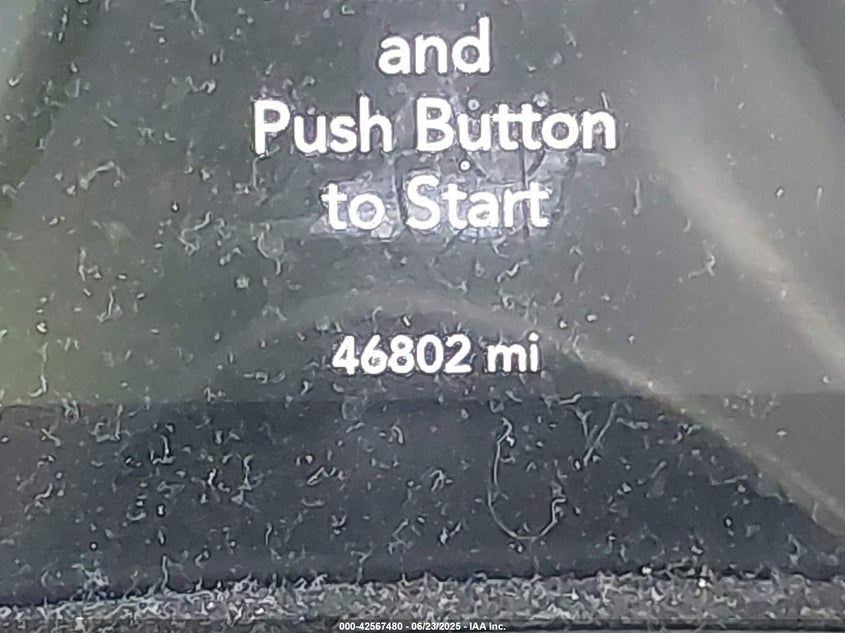 and
Push Button
to Start
46802 mi
000-42567480 - 06/23/2025 - IAA Inc.